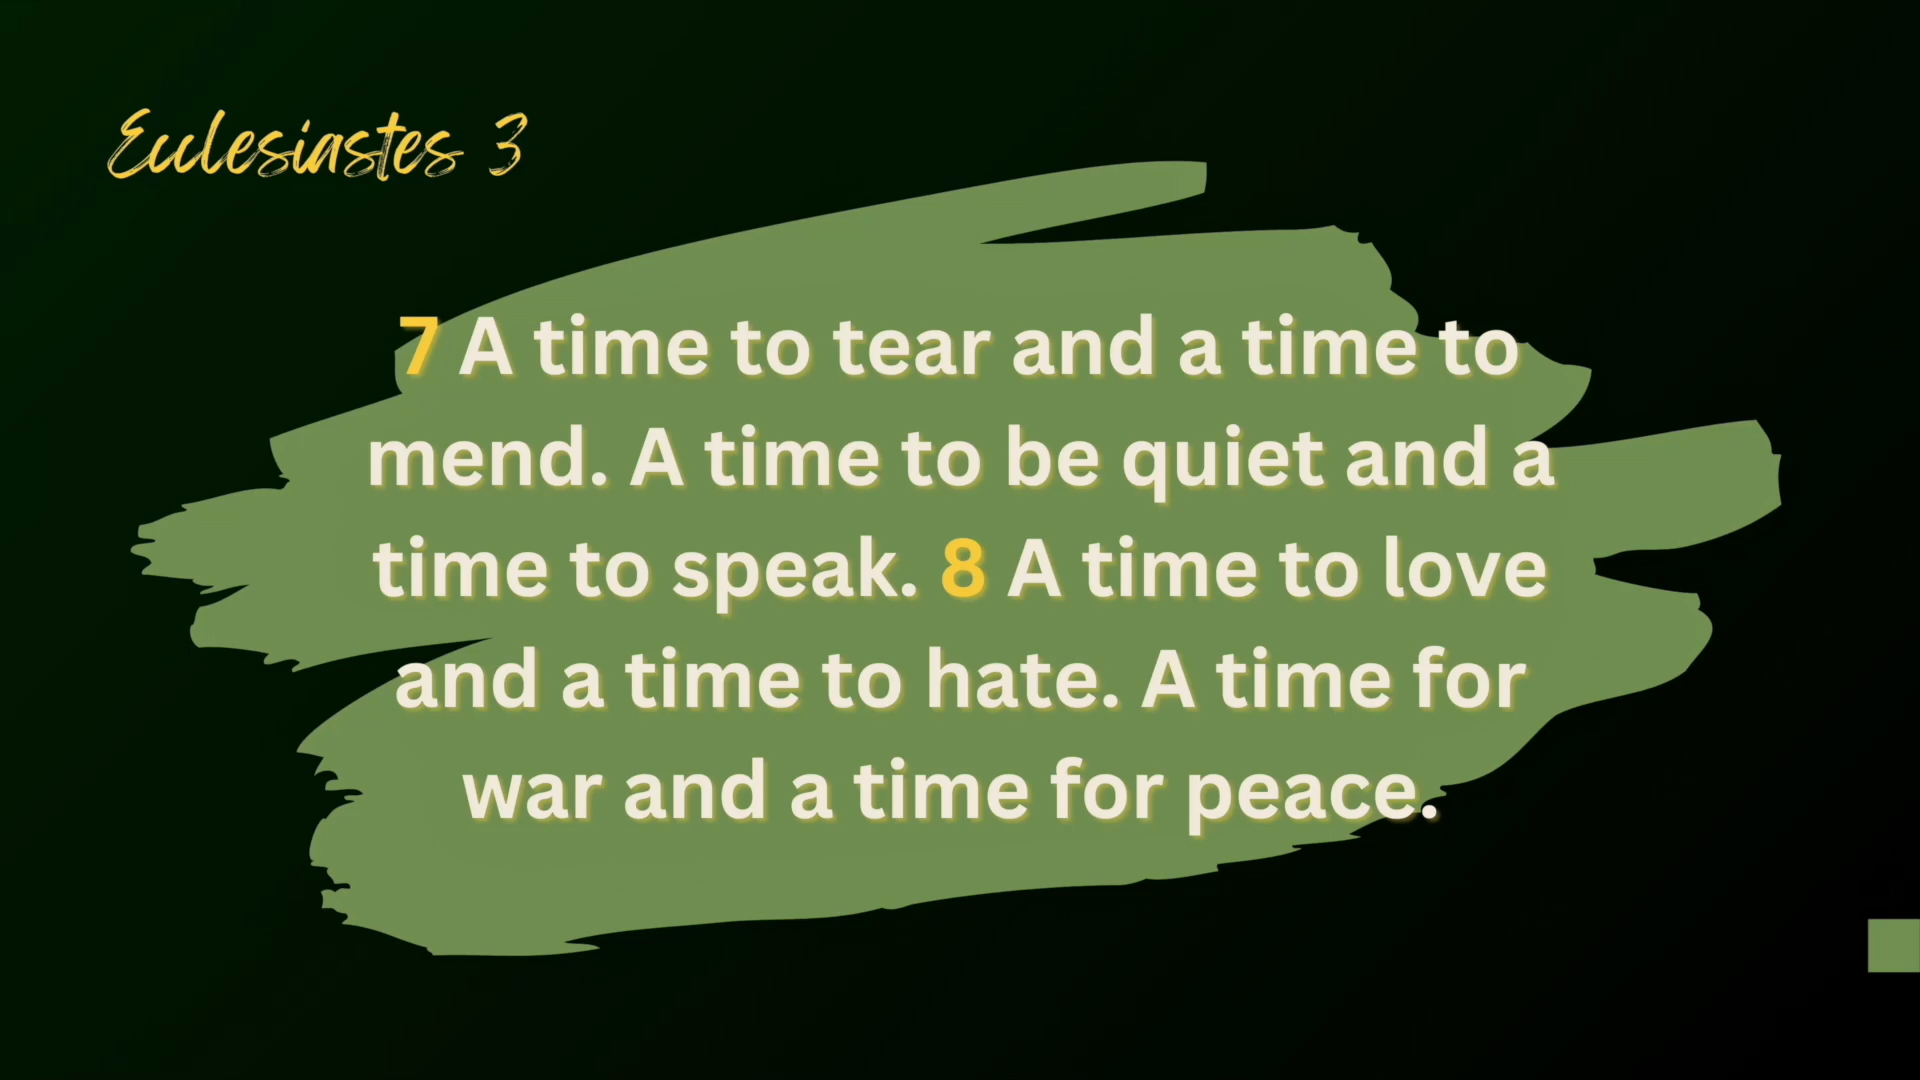 Ecclesiastes 3
7 A time to tear and a time to
mend. A time to be quiet and a
time to speak. 8 A time to love
and a time to hate. A time for
war and a time for peace.